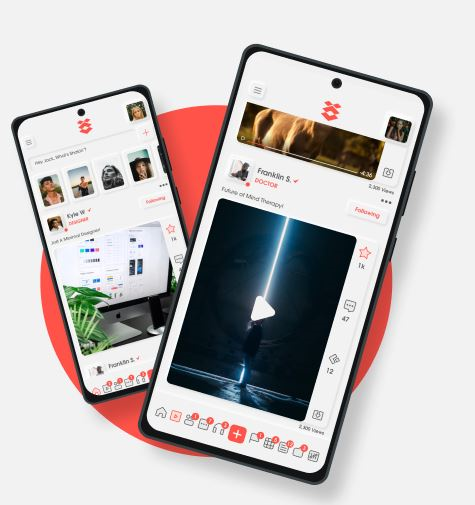 Hey, Jack, What's Shakin'?
Kyle W
DESIGNER
Following
Just A Minimal Designer!
1k
Franklin S.
4:36
2,300 Views
Franklin S.
DOCTOR
Following
Future of Mind Therapy!
1k
47
12
2,300 Views